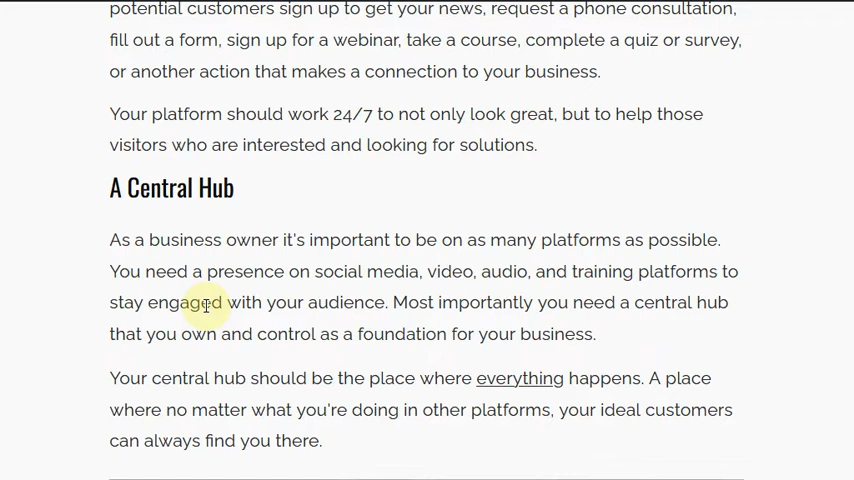 potential customers sign up to get your news, request a phone consultation,
fill out a form, sign up for a webinar, take a course, complete a quiz or survey,
or another action that makes a connection to your business.
Your platform should work 24/7 to not only look great, but to help those
visitors who are interested and looking for solutions.
A Central Hub
As a business owner it's important to be on as many platforms as possible.
You need a presence on social media, video, audio, and training platforms to
stay engaged with your audience. Most importantly you need a central hub
that you own and control as a foundation for your business.
Your central hub should be the place where everything happens. A place
where no matter what you're doing in other platforms, your ideal customers
can always find you there.